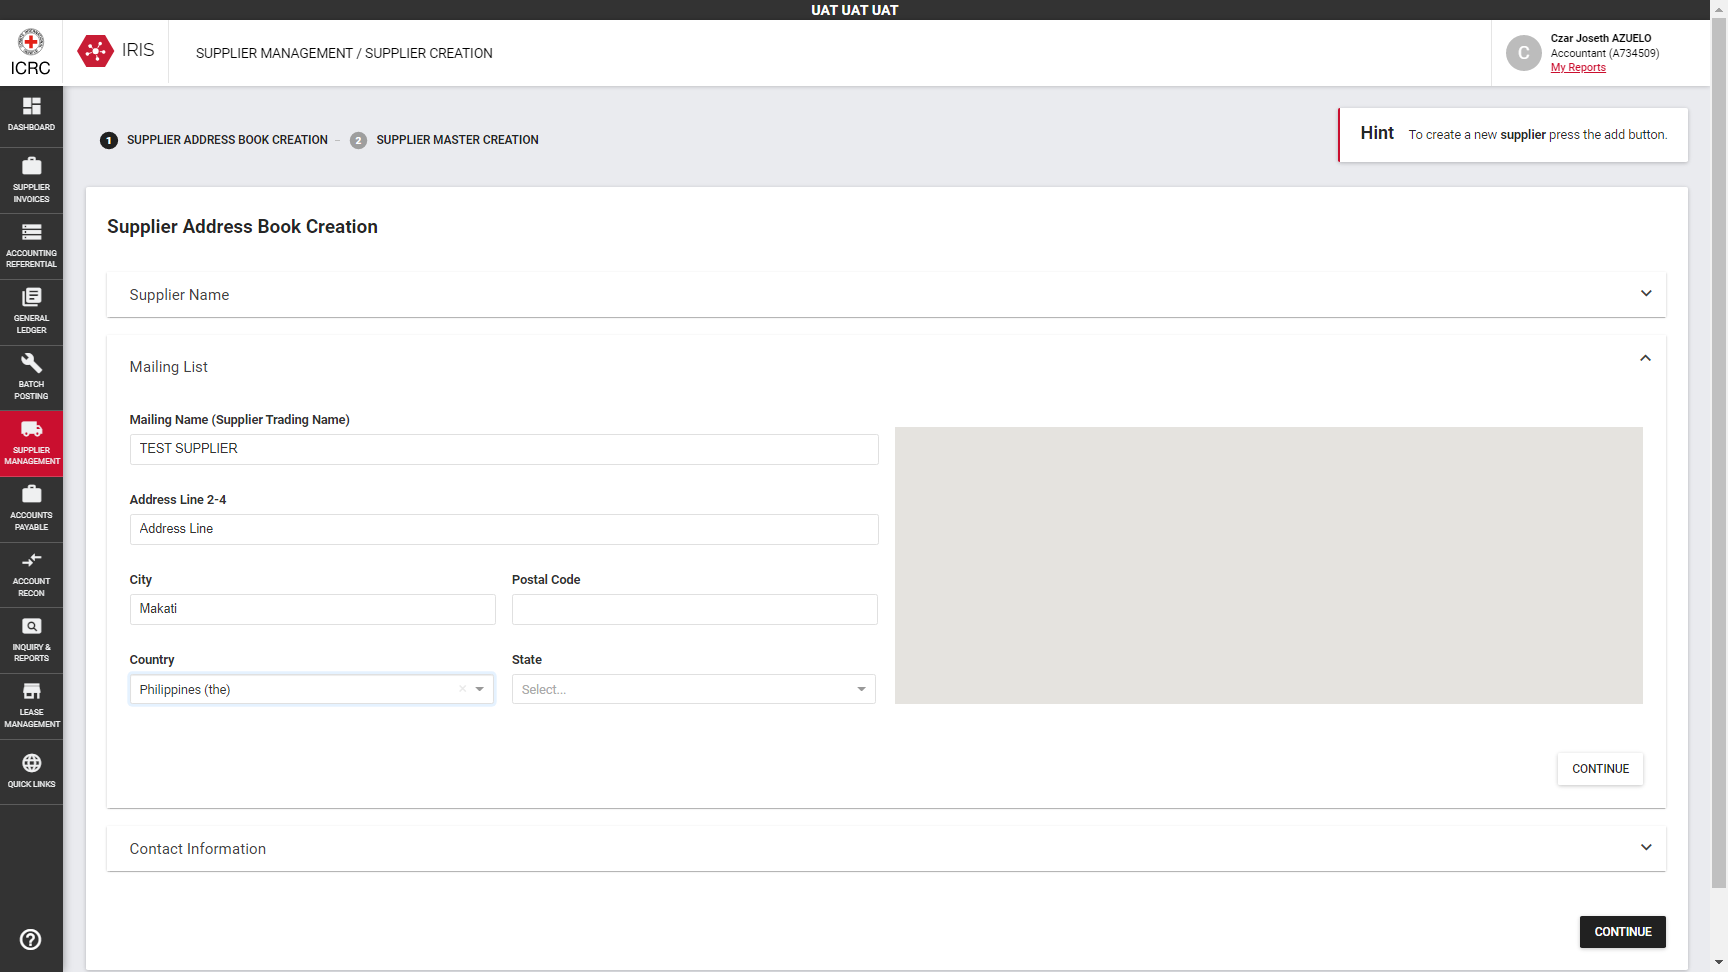 UAT UAT UAT
ICRC
IRIS
SUPPLIER MANAGEMENT / SUPPLIER CREATION
C
Czar Joseth AZUELO
Accountant (A734509)
My Reports
DASHBOARD
SUPPLIER
INVOICES
ACCOUNTING
REFERENTIAL
GENERAL
LEDGER
BATCH
POSTING
SUPPLIER
MANAGEMENT
ACCOUNTS
PAYABLE
ACCOUNT
RECON
INQUIRY &
REPORTS
LEASE
MANAGEMENT
QUICK LINKS
1 SUPPLIER ADDRESS BOOK CREATION - 2 SUPPLIER MASTER CREATION
Hint To create a new supplier press the add button.
Supplier Address Book Creation
Supplier Name
Mailing List
Mailing Name (Supplier Trading Name)
TEST SUPPLIER
Address Line 2-4
Address Line
City
Makati
Postal Code
Country
Philippines (the)
State
Select...
CONTINUE
Contact Information
CONTINUE